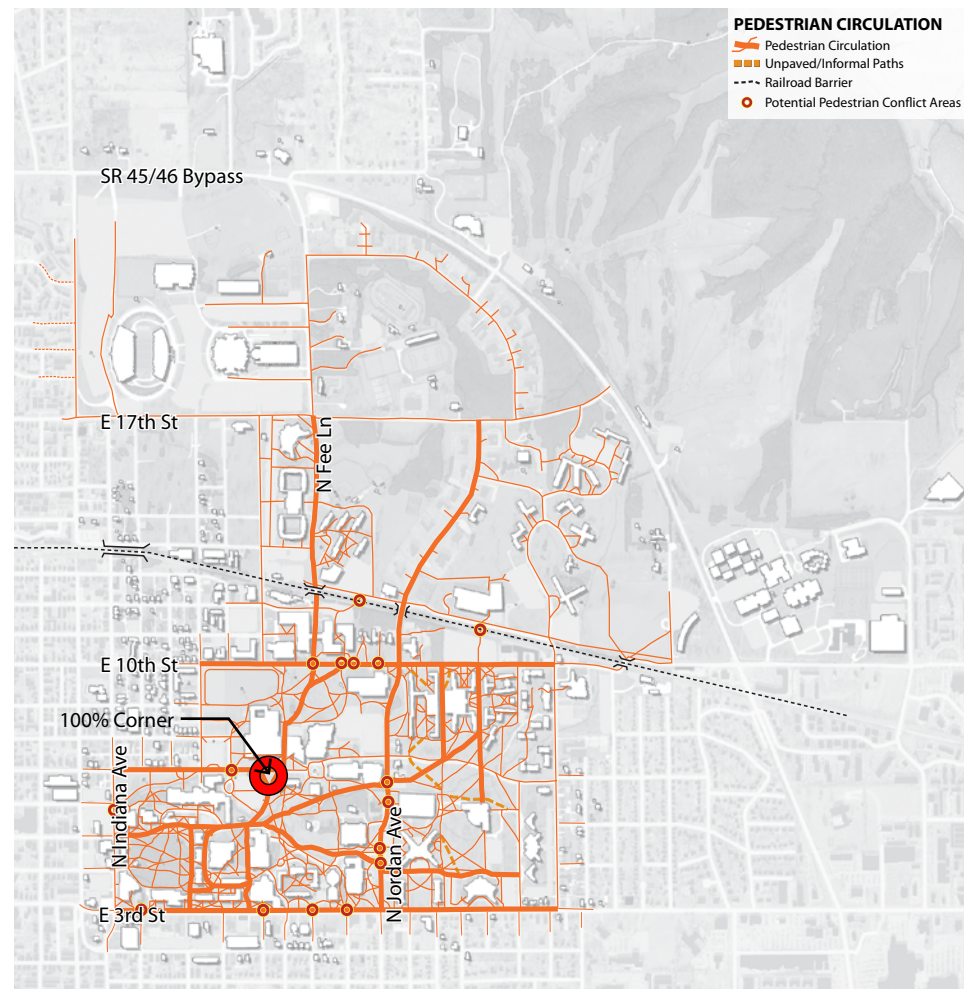 PEDESTRIAN CIRCULATION
Pedestrian Circulation
Unpaved/Informal Paths
Railroad Barrier
Potential Pedestrian Conflict Areas
SR 45/46 Bypass
E 17th St
N Fee Ln
E 10th St
100% Corner
N Indiana Ave
N Jordan Ave
E 3rd St